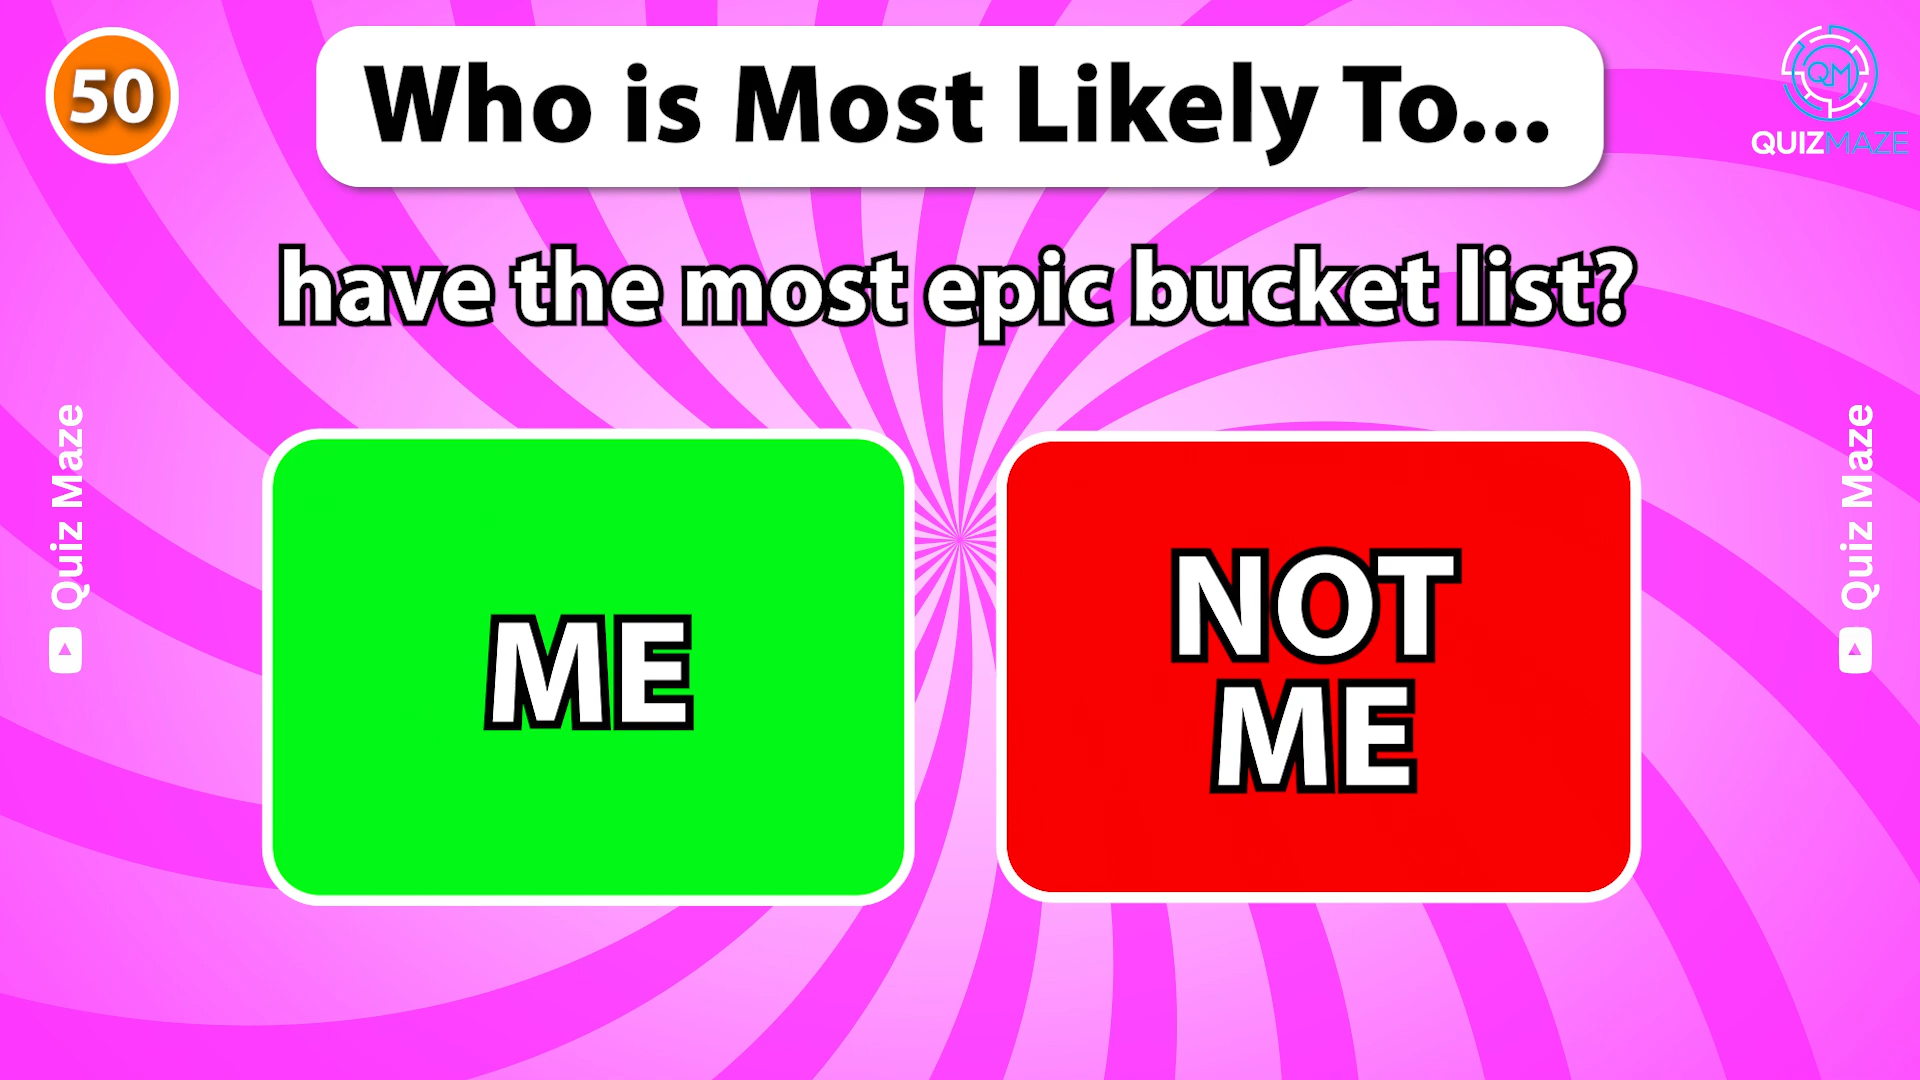 50
Who is Most Likely To...
QM
QUIZMAZE
have the most epic bucket list?
Quiz Maze
ME
NOT
ME
Quiz Maze